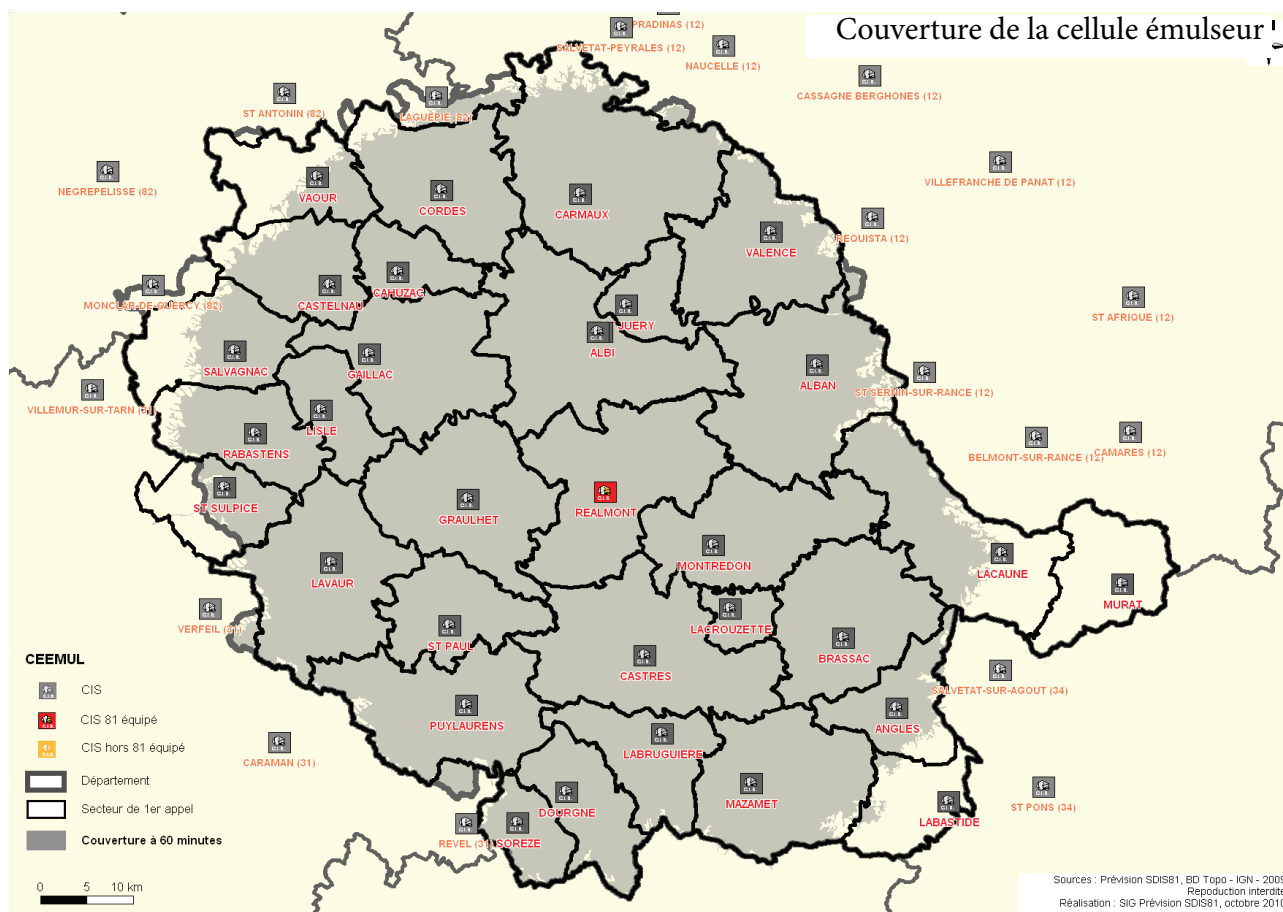 Couverture de la cellule émulseur
PRADINAS (12)
SALVETAT-PEYRALES (12)
NAUCELLE (12)
CASSAGNE BERGHONES (12)
ST ANTONIN (82)
LAGUEPIE (82)
NEGREPELISSE (82)
VILLEFRANCHE DE PANAT (12)
VAOUR
CORDES
CARMAUX
REQUISTA (12)
VALENCE
MONCLAR-DE-QUERCY (82)
CASTELNAU
CAHUZAC
ST AFRIQUE (12)
JUERY
ALBI
SALVAGNAC
GAILLAC
ALBAN
ST SERNIN-SUR-RANCE (12)
VILLEMUR-SUR-TARN (31)
LISLE
RABASTENS
BELMONT-SUR-RANCE (12)
CAMARES (12)
ST SULPICE
GRAULHET
REALMONT
MONTREDON
LACAUNE
LAVAUR
MURAT
VERFEIL (31)
ST PAUL
LACROUZETTE
BRASSAC
CASTRES
SALVETAT-SUR-AGOUT (34)
PUYLAURENS
ANGLES
CARAMAN (31)
LABRUGUIERE
MAZAMET
DOURGNE
LABASTIDE
ST PONS (34)
REVEL (31)
SOREZE
CEEMUL
CIS
CIS 81 équipé
CIS hors 81 équipé
Département
Secteur de 1er appel
Couverture à 60 minutes
0 5 10 km
Sources : Prévision SDIS81, BD Topo - IGN - 2009
Repoduction interdite
Réalisation : SIG Prévision SDIS81, octobre 2010